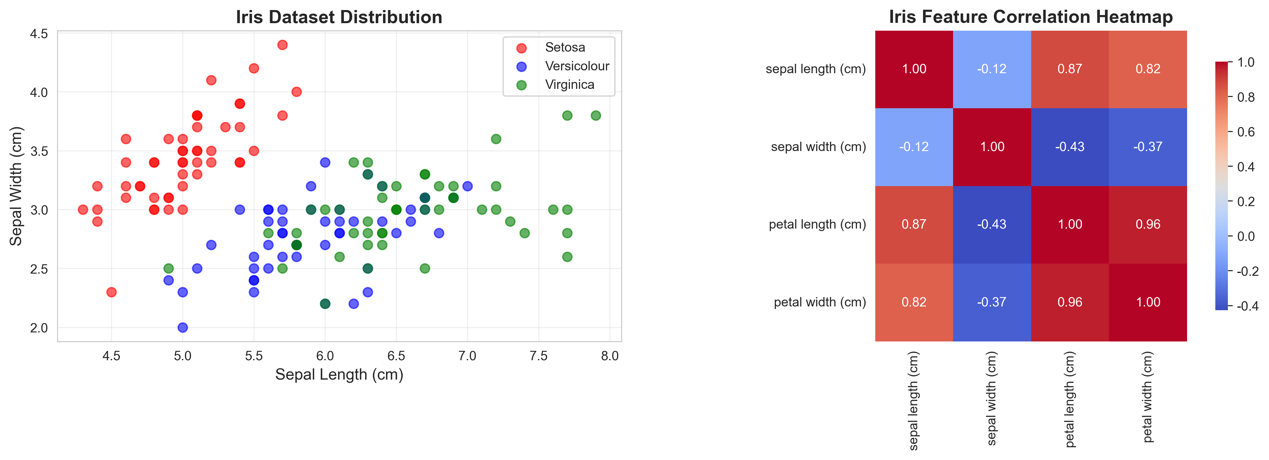 Iris Dataset Distribution
4.5
4.0
3.5
3.0
2.5
2.0
Sepal Width (cm)
Setosa
Versicolour
Virginica
4.5 5.0 5.5 6.0 6.5 7.0 7.5 8.0
Sepal Length (cm)
Iris Feature Correlation Heatmap
sepal length (cm) 1.00 -0.12 0.87 0.82
sepal width (cm) -0.12 1.00 -0.43 -0.37
petal length (cm) 0.87 -0.43 1.00 0.96
petal width (cm) 0.82 -0.37 0.96 1.00
sepal length (cm)
sepal width (cm)
petal length (cm)
petal width (cm)
1.0
0.8
0.6
0.4
0.2
0.0
-0.2
-0.4